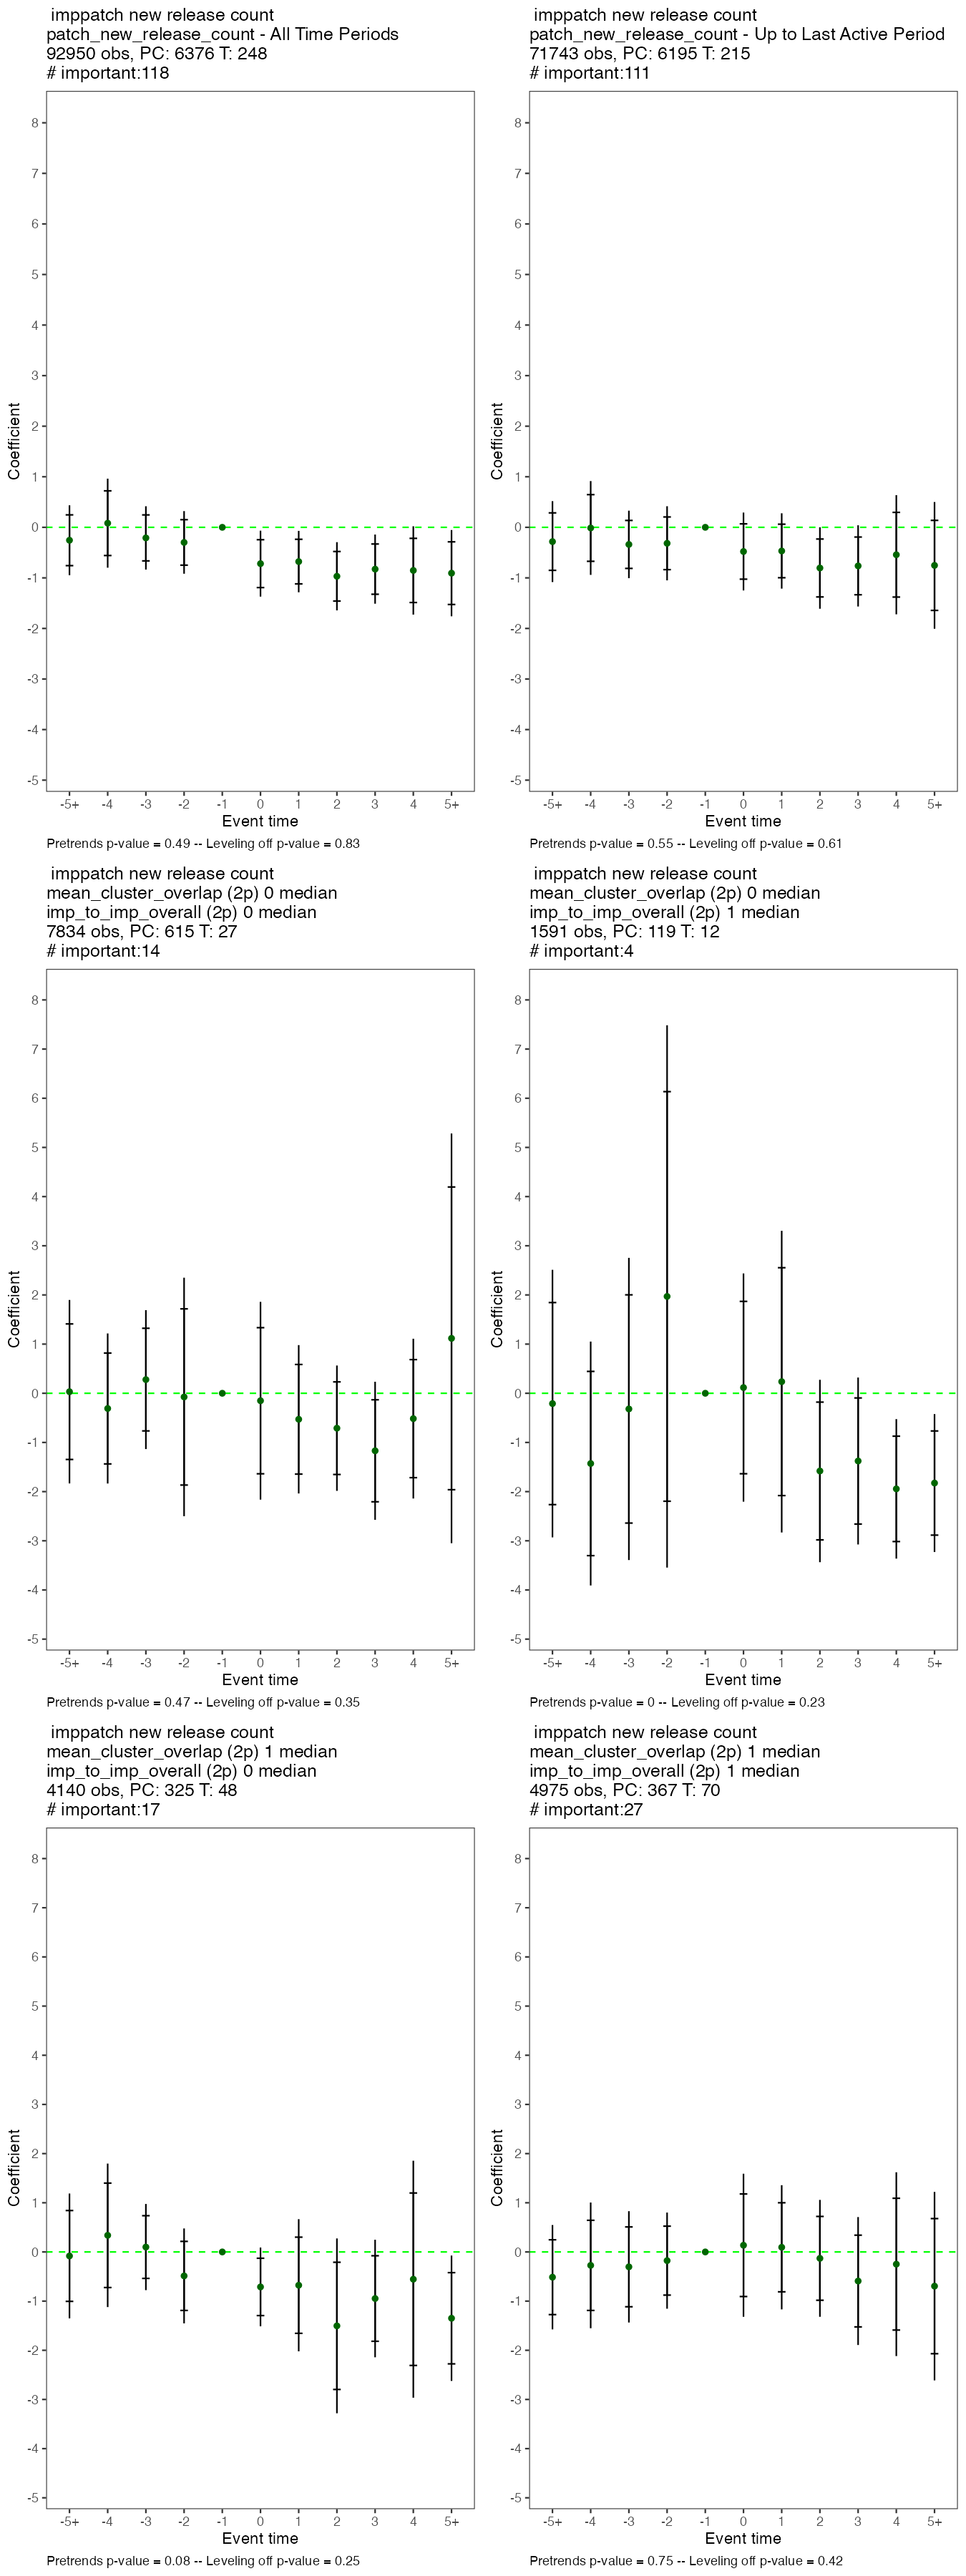 imppatch new release count
patch_new_release_count - All Time Periods
92950 obs, PC: 6376 T: 248
# important:118
8
7
6
5
4
3
2
1
0
-1
-2
-3
-4
-5
Coefficient
-5+ -4 -3 -2 -1 0 1 2 3 4 5+
Event time
Pretrends p-value = 0.49 -- Leveling off p-value = 0.83
imppatch new release count
patch_new_release_count - Up to Last Active Period
71743 obs, PC: 6195 T: 215
# important:111
8
7
6
5
4
3
2
1
0
-1
-2
-3
-4
-5
Coefficient
-5+ -4 -3 -2 -1 0 1 2 3 4 5+
Event time
Pretrends p-value = 0.55 -- Leveling off p-value = 0.61
imppatch new release count
mean_cluster_overlap (2p) 0 median
imp_to_imp_overall (2p) 0 median
7834 obs, PC: 615 T: 27
# important:14
8
7
6
5
4
3
2
1
0
-1
-2
-3
-4
-5
Coefficient
-5+ -4 -3 -2 -1 0 1 2 3 4 5+
Event time
Pretrends p-value = 0.47 -- Leveling off p-value = 0.35
imppatch new release count
mean_cluster_overlap (2p) 0 median
imp_to_imp_overall (2p) 1 median
1591 obs, PC: 119 T: 12
# important:4
8
7
6
5
4
3
2
1
0
-1
-2
-3
-4
-5
Coefficient
-5+ -4 -3 -2 -1 0 1 2 3 4 5+
Event time
Pretrends p-value = 0 -- Leveling off p-value = 0.23
imppatch new release count
mean_cluster_overlap (2p) 1 median
imp_to_imp_overall (2p) 0 median
4140 obs, PC: 325 T: 48
# important:17
8
7
6
5
4
3
2
1
0
-1
-2
-3
-4
-5
Coefficient
-5+ -4 -3 -2 -1 0 1 2 3 4 5+
Event time
Pretrends p-value = 0.08 -- Leveling off p-value = 0.25
imppatch new release count
mean_cluster_overlap (2p) 1 median
imp_to_imp_overall (2p) 1 median
4975 obs, PC: 367 T: 70
# important:27
8
7
6
5
4
3
2
1
0
-1
-2
-3
-4
-5
Coefficient
-5+ -4 -3 -2 -1 0 1 2 3 4 5+
Event time
Pretrends p-value = 0.75 -- Leveling off p-value = 0.42